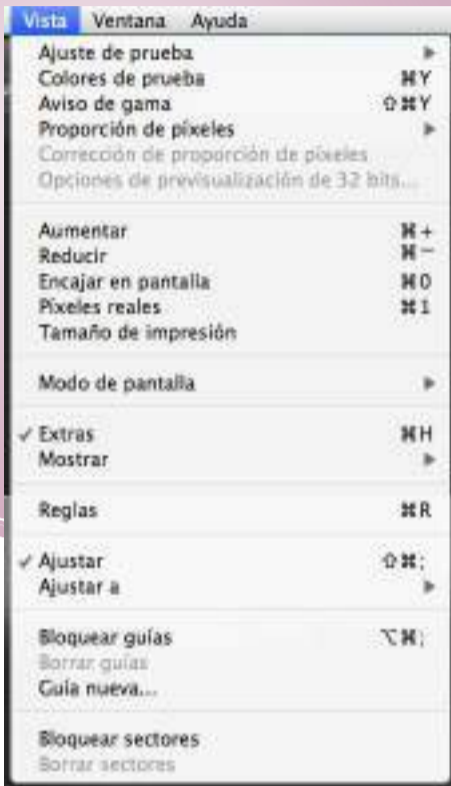 Vista Ventana Ayuda
Ajuste de prueba
Colores de prueba ⌘Y
Aviso de gama ⇧⌘Y
Proporción de píxeles
Corrección de proporción de píxeles
Opciones de previsualización de 32 bits...
Aumentar ⌘+
Reducir ⌘−
Encajar en pantalla ⌘0
Píxeles reales ⌘1
Tamaño de impresión
Modo de pantalla
✓ Extras ⌘H
Mostrar
Reglas ⌘R
✓ Ajustar ⇧⌘;
Ajustar a
Bloquear guías ⌥⌘;
Borrar guías
Guía nueva...
Bloquear sectores
Borrar sectores